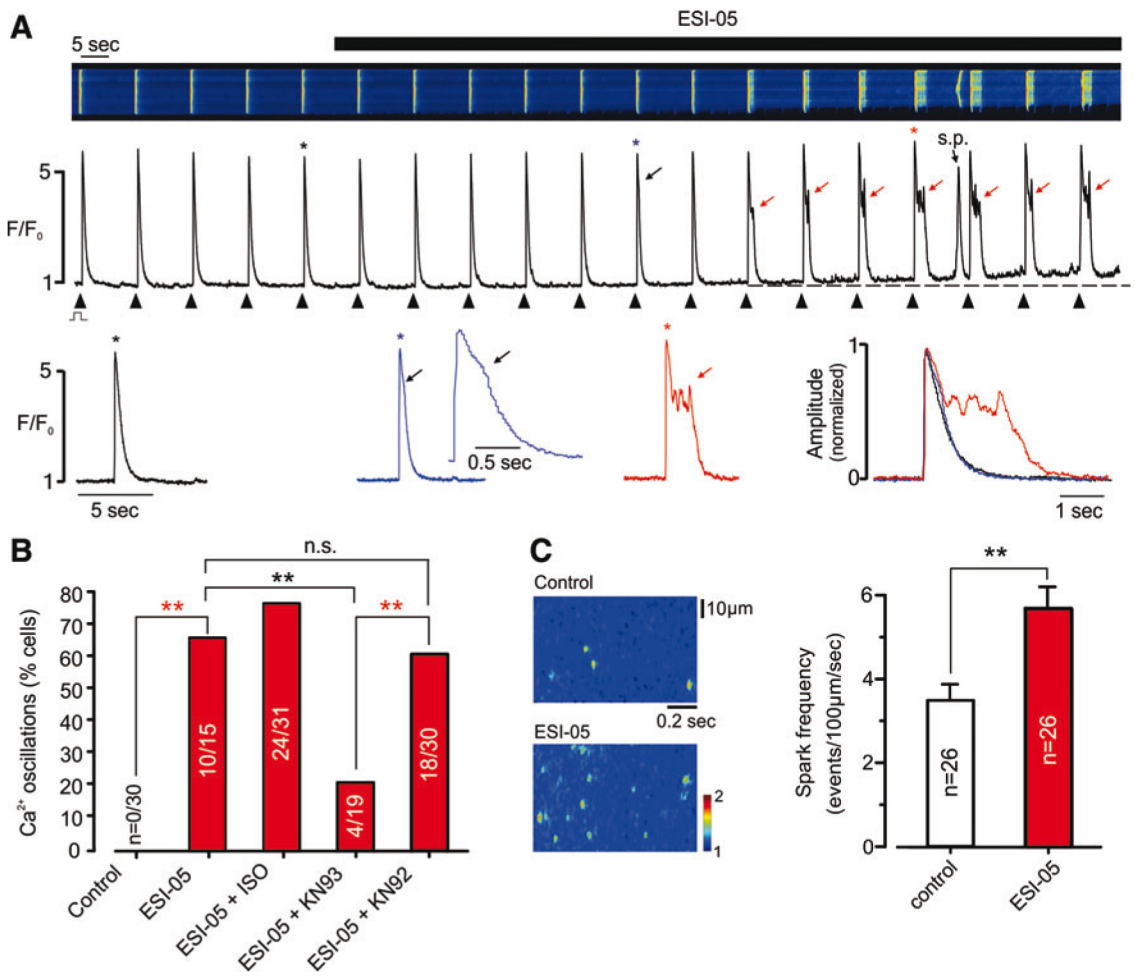 A
ESI-05
5 sec
* * * s.p.
5
F/F₀
1
* * *
5
F/F₀
1
5 sec
0.5 sec
1
Amplitude
(normalized)
0
1 sec
B
n.s.
**
** **
Ca²⁺ oscillations (% cells)
80
70
60
50
40
30
20
10
0
n=0/30
10/15
24/31
4/19
18/30
Control
ESI-05
ESI-05 + ISO
ESI-05 + KN93
ESI-05 + KN92
C
Control
10μm
0.2 sec
ESI-05
2
1
**
Spark frequency
(events/100μm/sec)
6
4
2
0
n=26
n=26
control
ESI-05